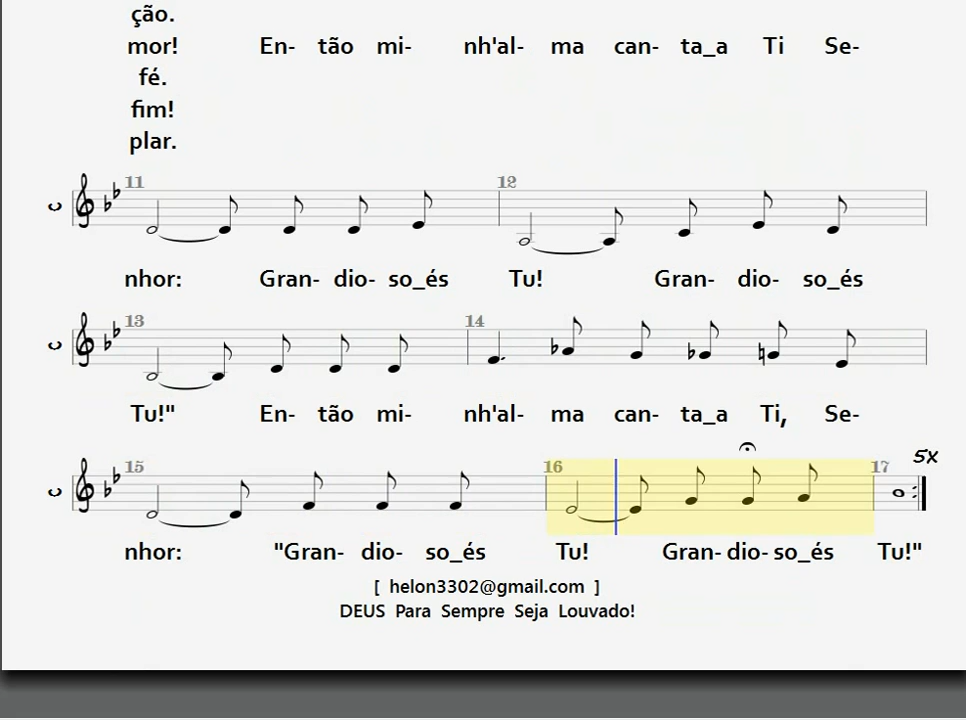 ção.
mor! En- tão mi- nh'al- ma can- ta_a Ti Se-
fé.
fim!
plar.
11 12
nhor: Gran- dio- so_és Tu! Gran- dio- so_és
13 14
Tu!" En- tão mi- nh'al- ma can- ta_a Ti, Se-
15 16 17 5X
nhor: "Gran- dio- so_és Tu! Gran- dio- so_és Tu!"
[ helon3302@gmail.com ]
DEUS Para Sempre Seja Louvado!